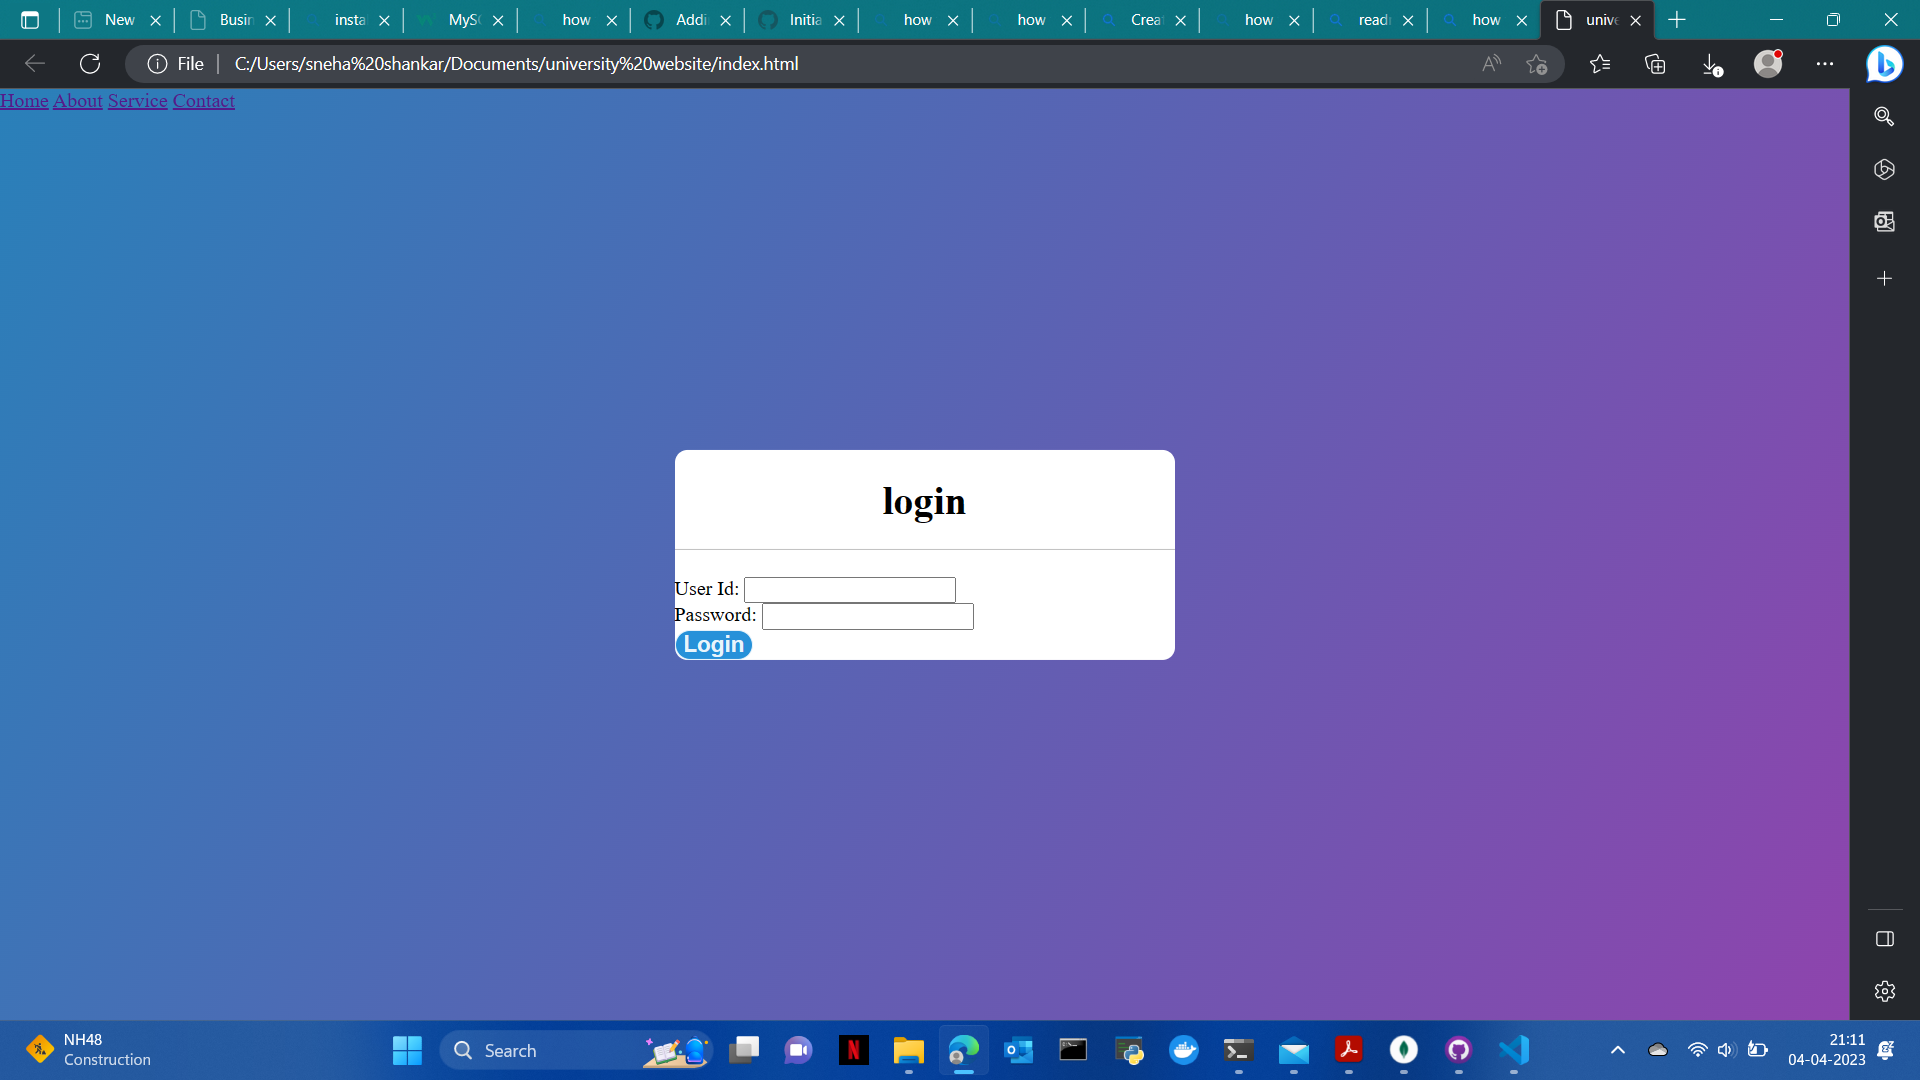 New
Busin
insta
MySQ
how
Addi
Initia
how
how
Crea
how
read
how
unive
File
C:/Users/sneha%20shankar/Documents/university%20website/index.html
Home About Service Contact
login
User Id:
Password:
Login
NH48
Construction
Search
21:11
04-04-2023